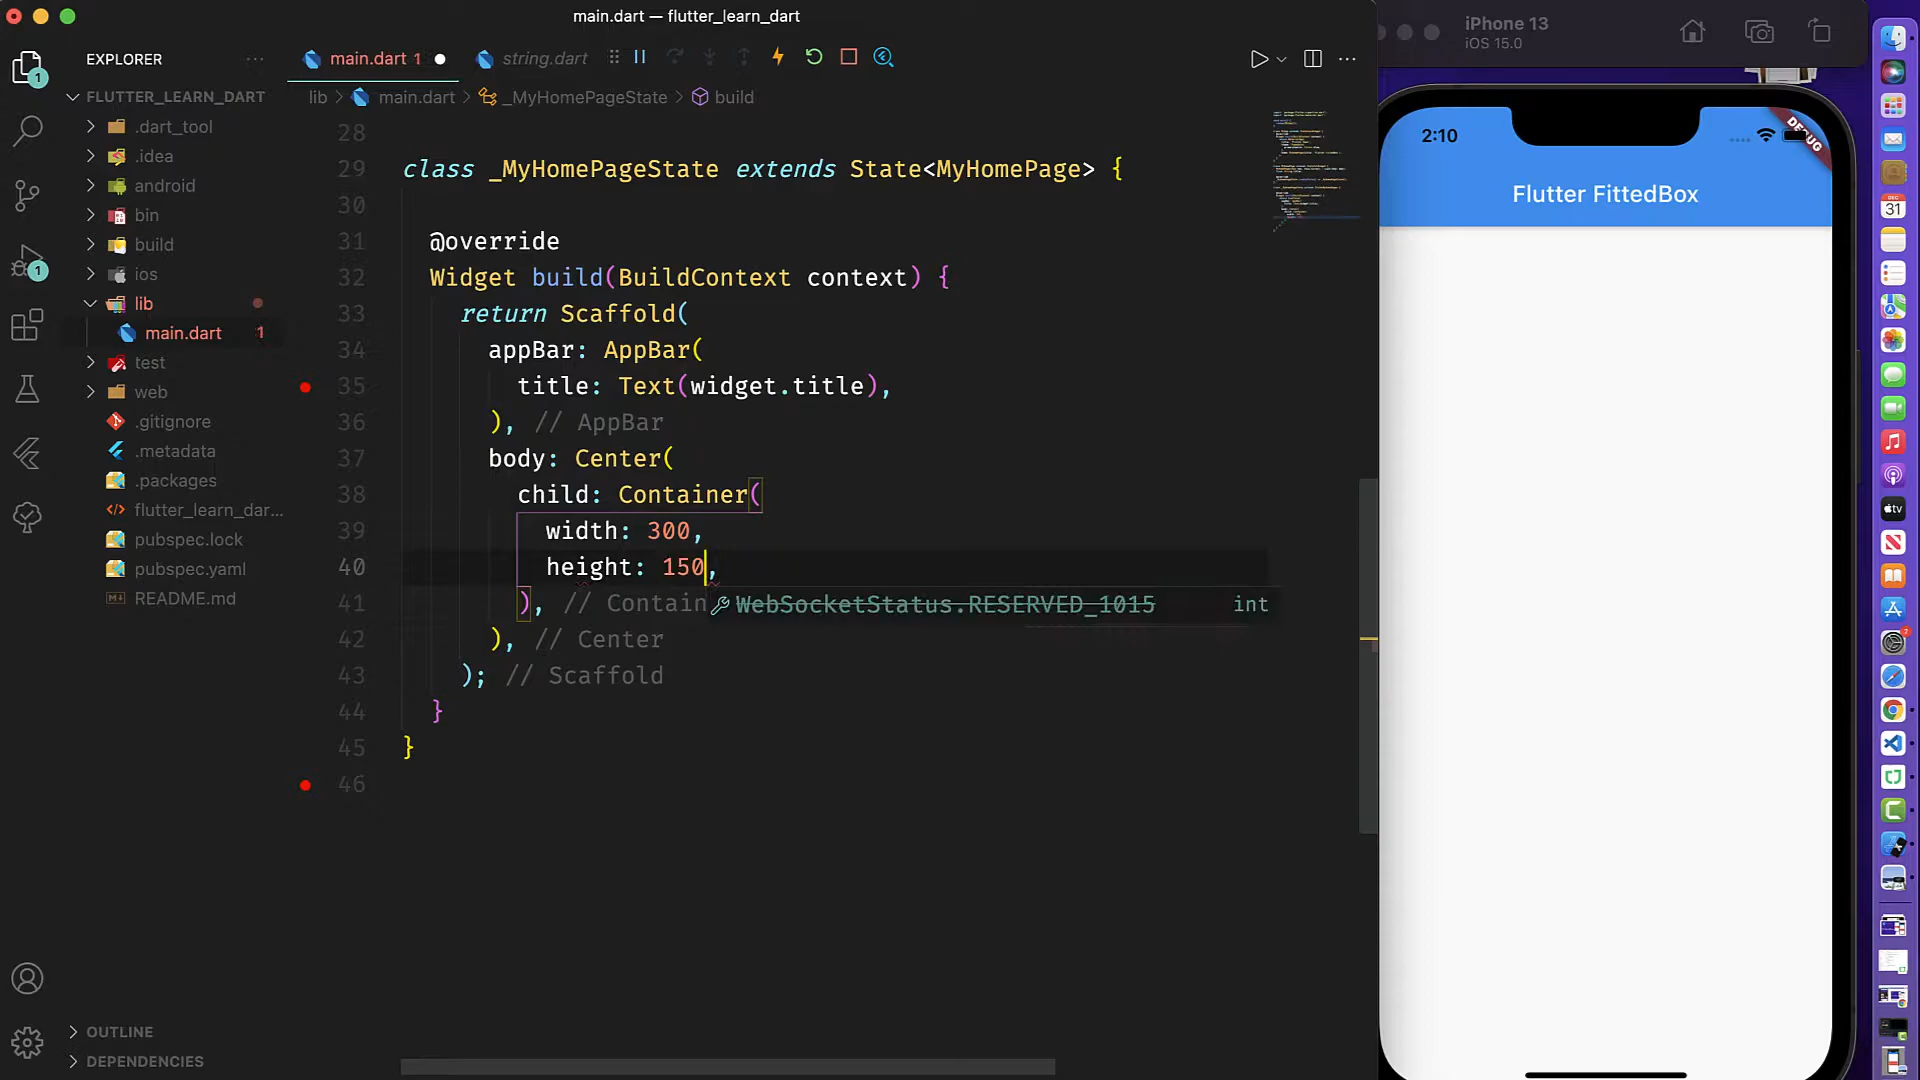 main.dart — flutter_learn_dart
iPhone 13
iOS 15.0
EXPLORER
main.dart 1
string.dart
FLUTTER_LEARN_DART
lib > main.dart > _MyHomePageState > build
.dart_tool
.idea
android
bin
build
ios
lib
main.dart 1
test
web
.gitignore
.metadata
.packages
flutter_learn_dar...
pubspec.lock
pubspec.yaml
README.md
OUTLINE
DEPENDENCIES
1
1
28
29 class _MyHomePageState extends State<MyHomePage> {
30
31 @override
32 Widget build(BuildContext context) {
33 return Scaffold(
34 appBar: AppBar(
35 title: Text(widget.title),
36 ), // AppBar
37 body: Center(
38 child: Container(
39 width: 300,
40 height: 150,
41 ), // Contain
WebSocketStatus.RESERVED_1015 int
42 ), // Center
43 ); // Scaffold
44 }
45 }
46
2:10
DEBUG
Flutter FittedBox
31
tv